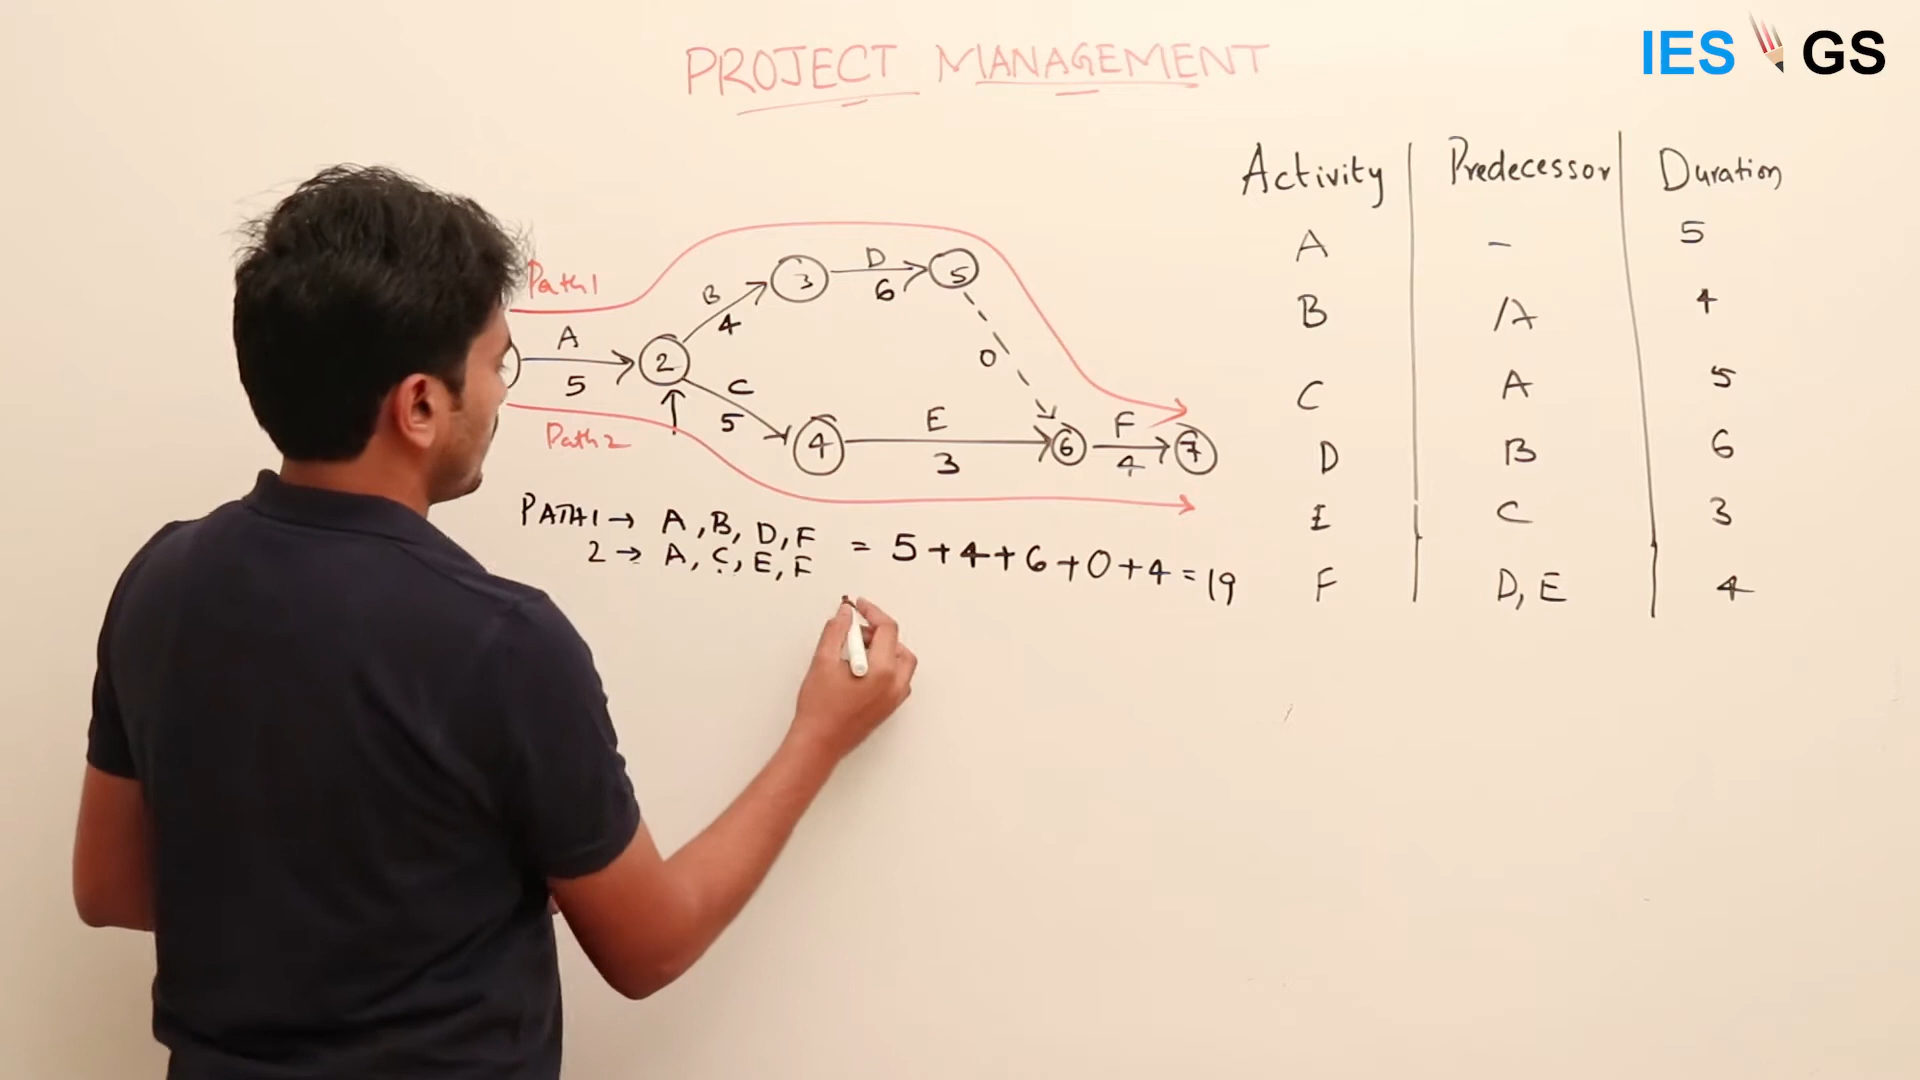 IES GS
PROJECT MANAGEMENT
Activity Predecessor Duration
A - 5
B A 4
C A 5
D B 6
E C 3
F D, E 4
Path 1
A
5
2
B
4
3
D
6
5
0
C
5
4
E
3
6
F
4
7
Path 2
PATH1 → A, B, D, F = 5+4+6+0+4=19
2 → A, C, E, F